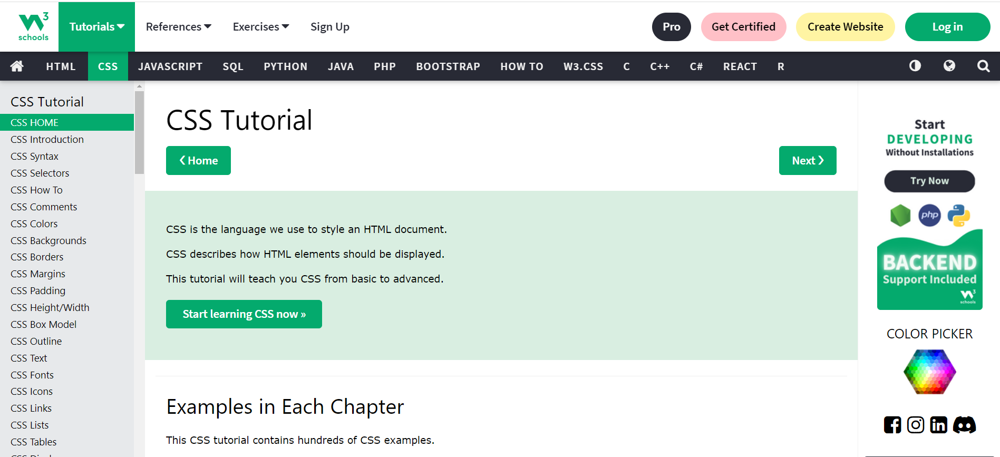 3
schools
Tutorials
References
Exercises
Sign Up
Pro
Get Certified
Create Website
Log in
HTML
CSS
JAVASCRIPT
SQL
PYTHON
JAVA
PHP
BOOTSTRAP
HOW TO
W3.CSS
C
C++
C#
REACT
R
CSS Tutorial
CSS HOME
CSS Introduction
CSS Syntax
CSS Selectors
CSS How To
CSS Comments
CSS Colors
CSS Backgrounds
CSS Borders
CSS Margins
CSS Padding
CSS Height/Width
CSS Box Model
CSS Outline
CSS Text
CSS Fonts
CSS Icons
CSS Links
CSS Lists
CSS Tables
CSS Tutorial
❮ Home
Next ❯
CSS is the language we use to style an HTML document.
CSS describes how HTML elements should be displayed.
This tutorial will teach you CSS from basic to advanced.
Start learning CSS now »
Examples in Each Chapter
This CSS tutorial contains hundreds of CSS examples.
Start
DEVELOPING
Without Installations
Try Now
php
BACKEND
Support Included
3
schools
COLOR PICKER